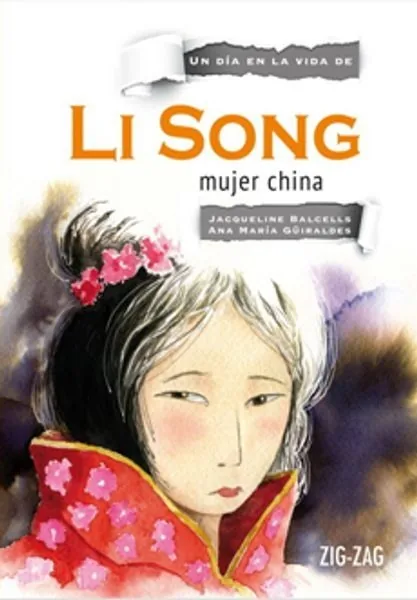 UN DÍA EN LA VIDA DE
LI SONG
mujer china
JACQUELINE BALCELLS
ANA MARÍA GÜIRALDES
ZIG-ZAG